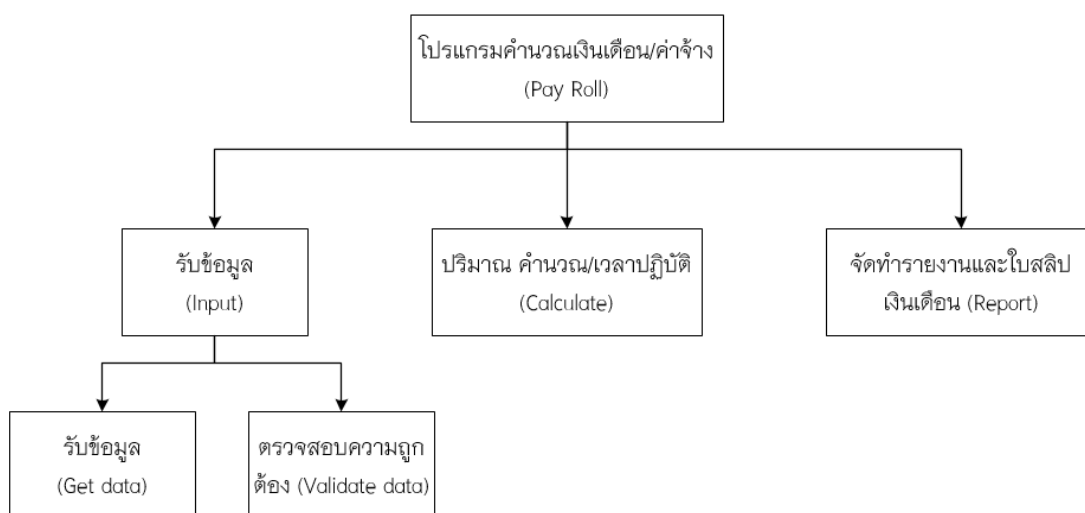 โปรแกรมคำนวณเงินเดือน/ค่าจ้าง
(Pay Roll)
รับข้อมูล
(Input)
ปริมาณ คำนวณ/เวลาปฏิบัติ
(Calculate)
จัดทำรายงานและใบสลิป
เงินเดือน (Report)
รับข้อมูล
(Get data)
ตรวจสอบความถูก
ต้อง (Validate data)